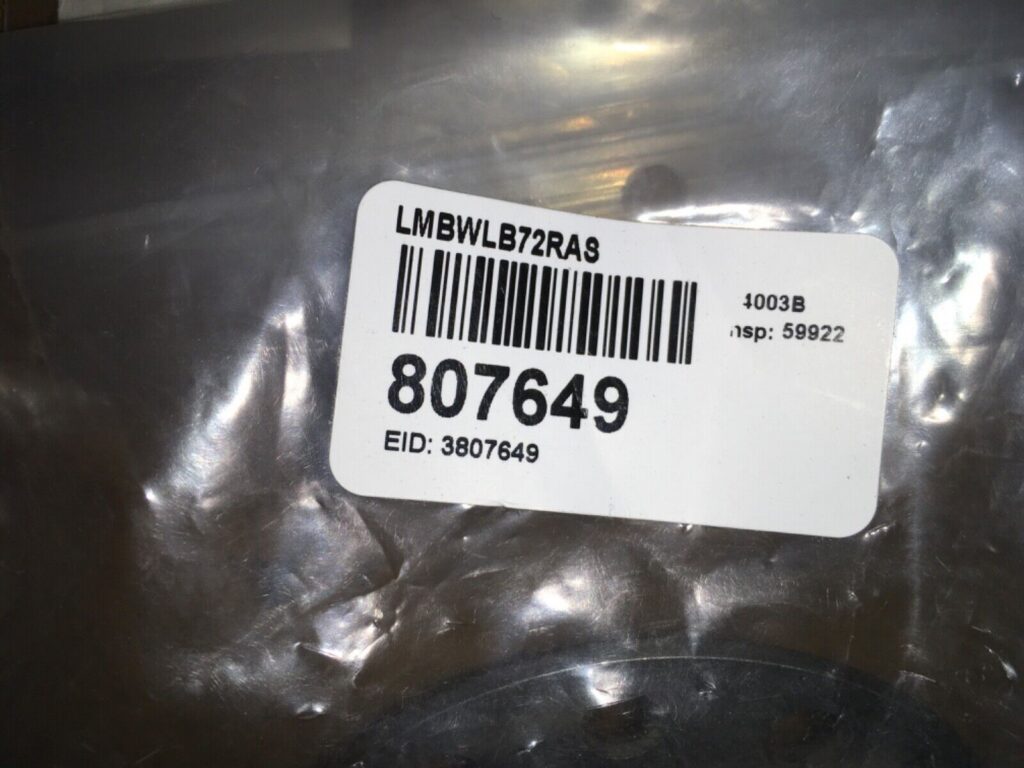 LMBWLB72RAS
4003B
nsp: 59922
807649
EID: 3807649